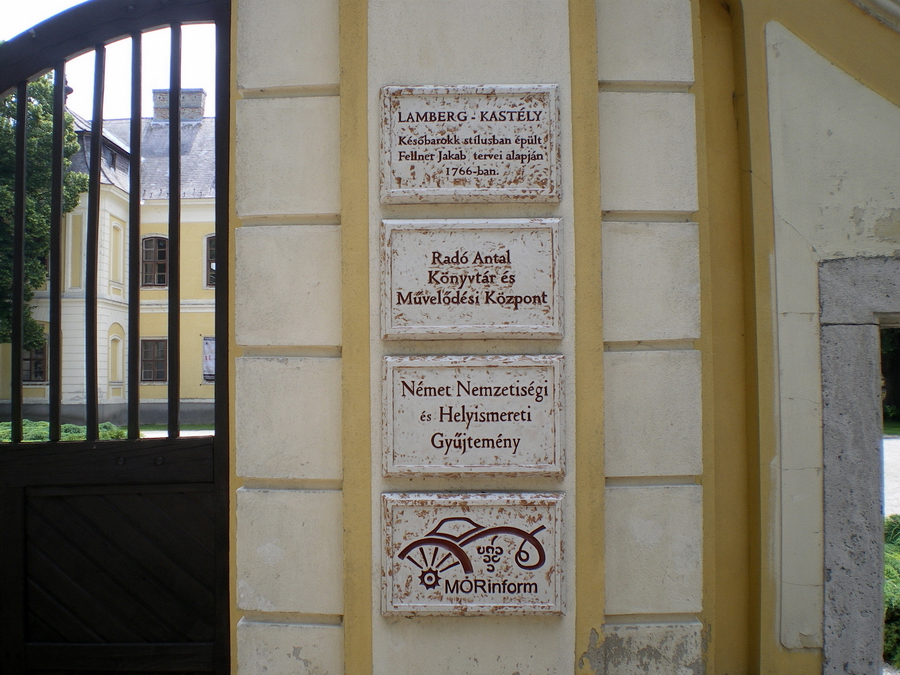 LAMBERG - KASTÉLY
Későbarokk stílusban épült
Fellner Jakab tervei alapján
1766-ban.
Radó Antal
Könyvtár és
Művelődési Központ
Német Nemzetiségi
és Helyismereti
Gyűjtemény
MÓRinform